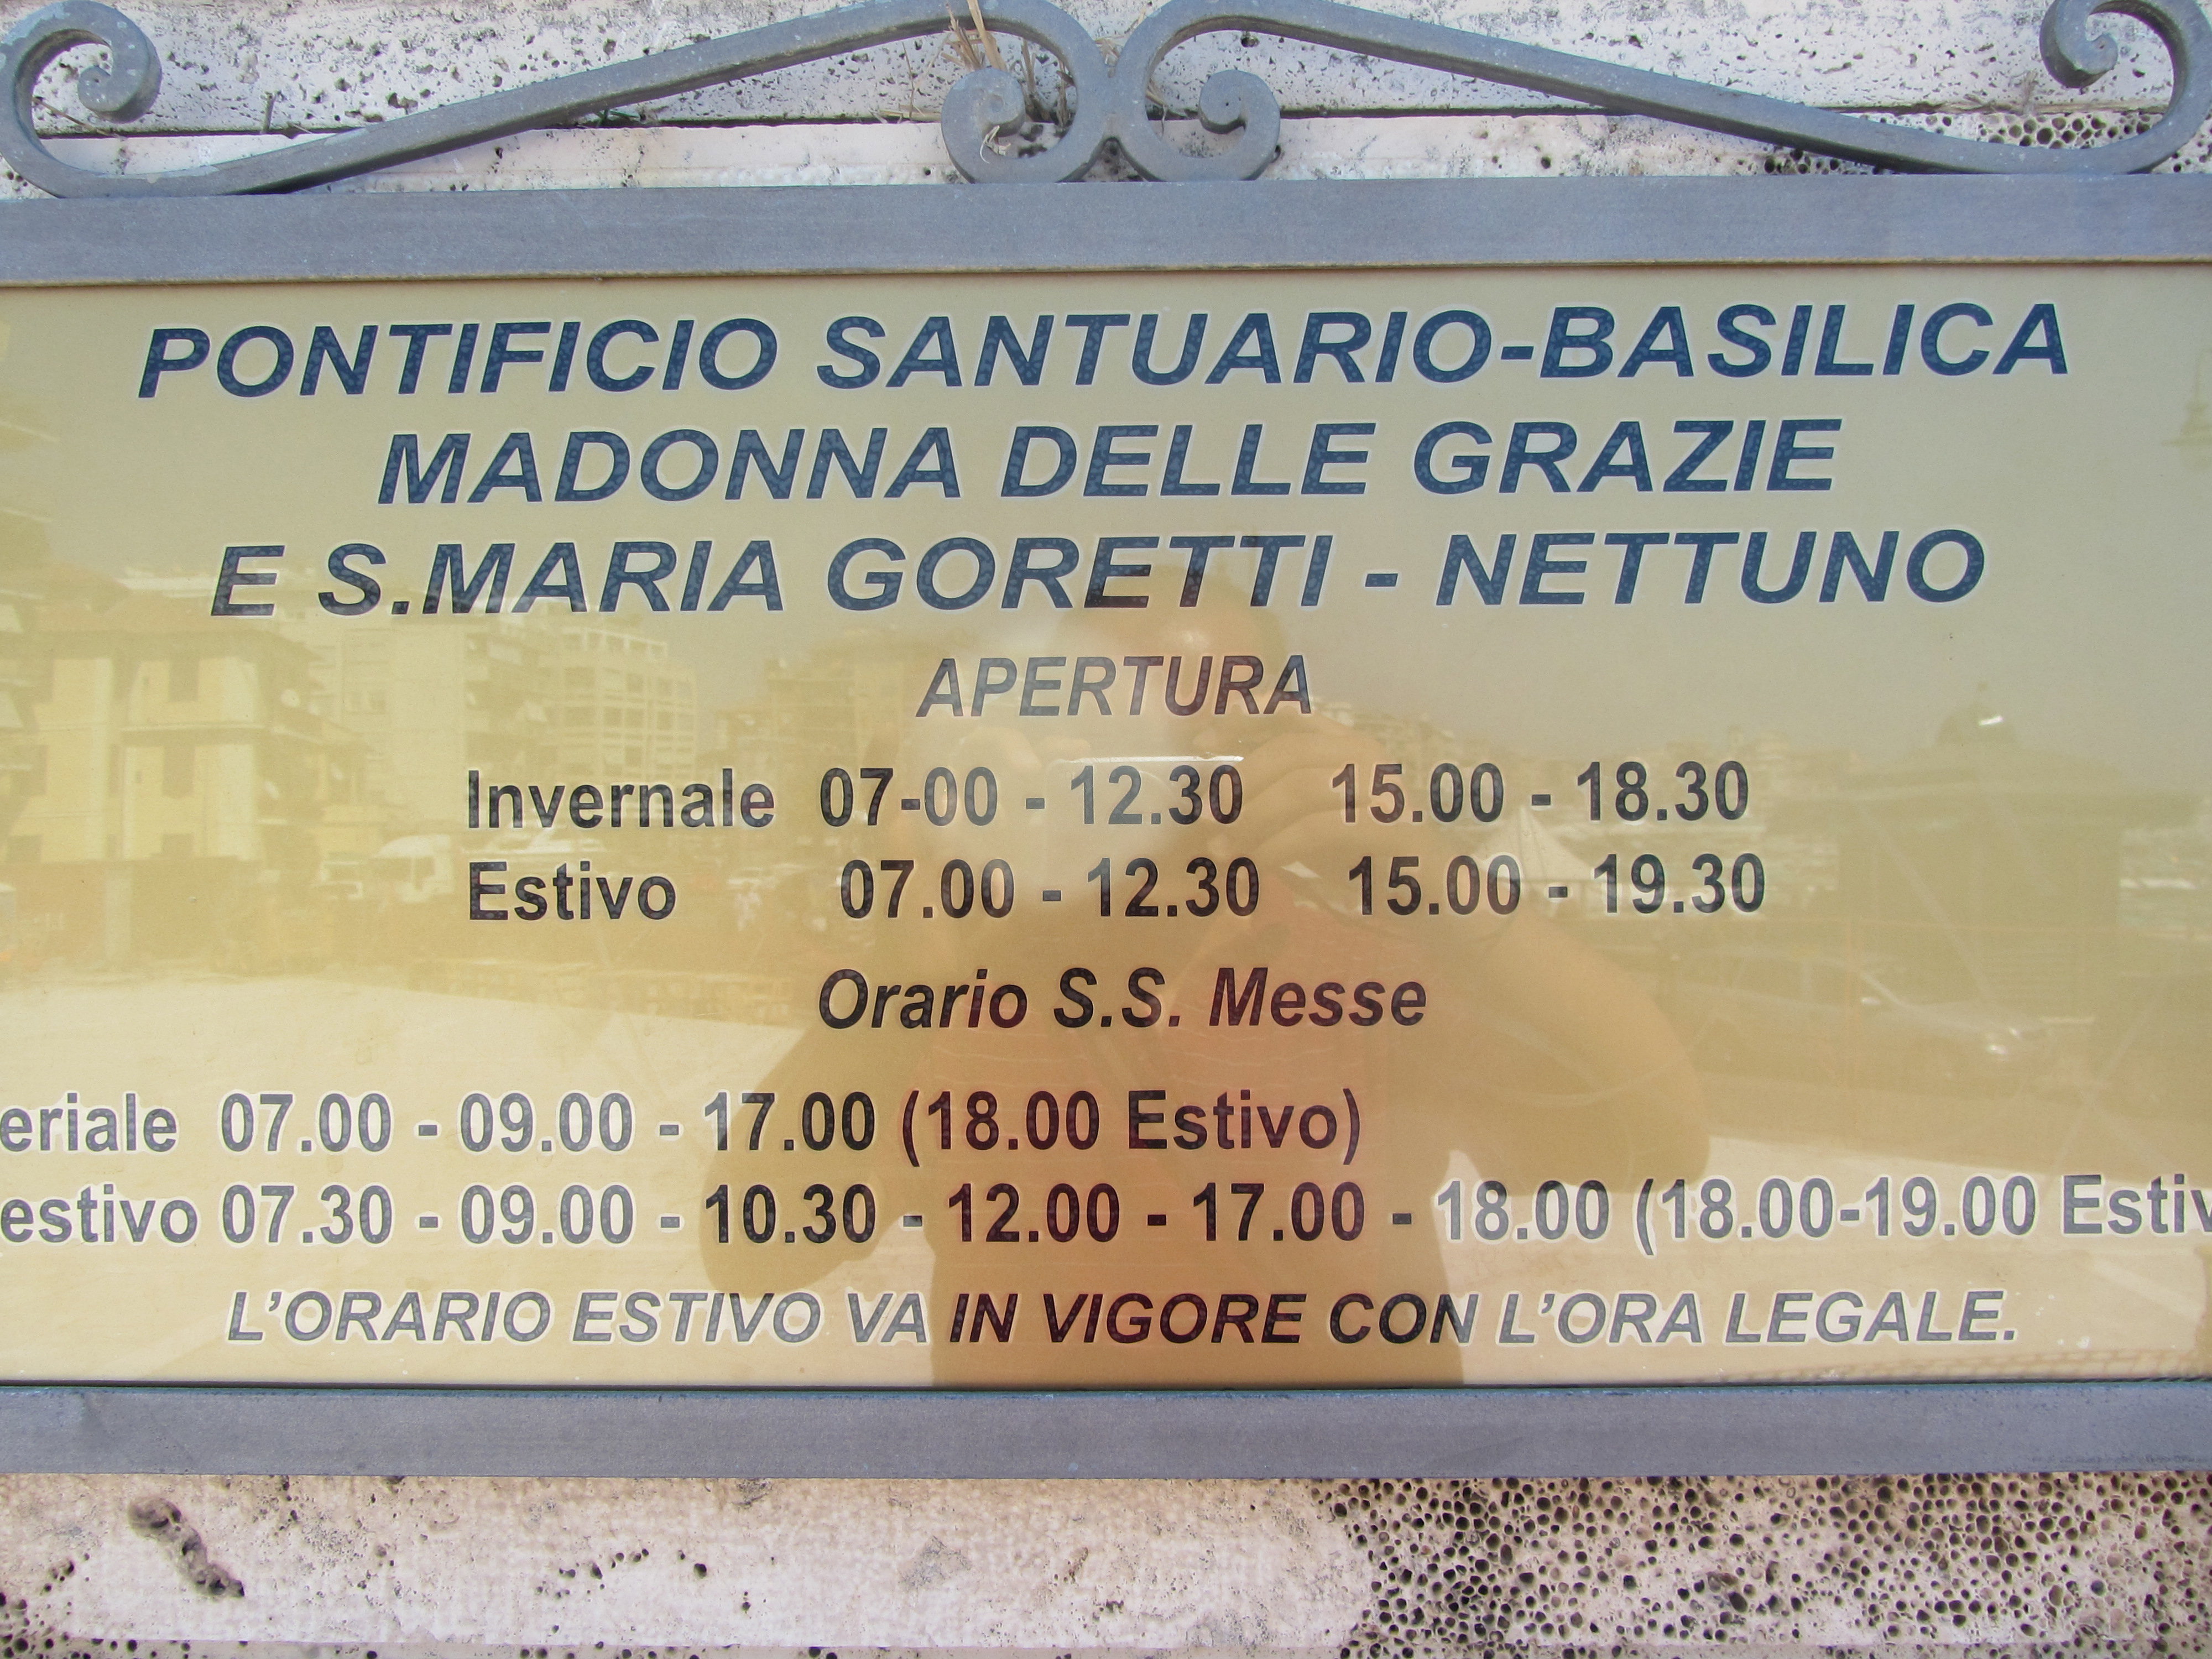 PONTIFICIO SANTUARIO-BASILICA
MADONNA DELLE GRAZIE
E S.MARIA GORETTI - NETTUNO
APERTURA
Invernale 07-00 - 12.30 15.00 - 18.30
Estivo 07.00 - 12.30 15.00 - 19.30
Orario S.S. Messe
eriale 07.00 - 09.00 - 17.00 (18.00 Estivo)
estivo 07.30 - 09.00 - 10.30 - 12.00 - 17.00 - 18.00 (18.00-19.00 Estiv
L'ORARIO ESTIVO VA IN VIGORE CON L'ORA LEGALE.